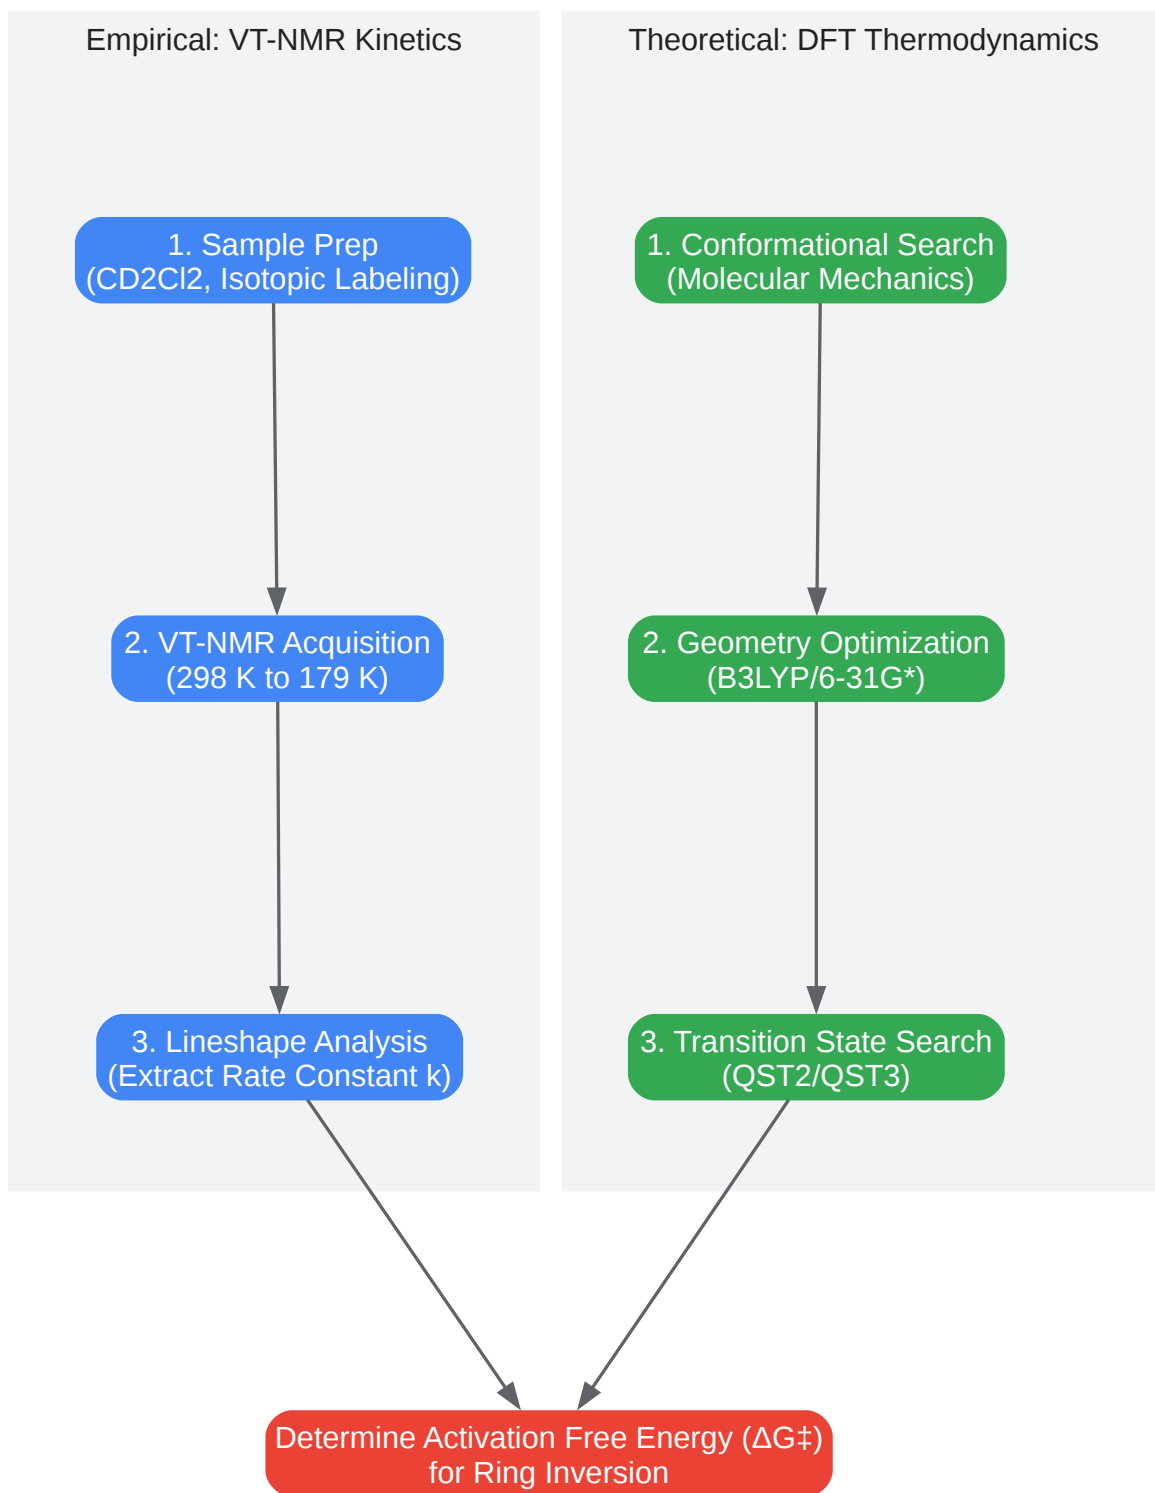 Empirical: VT-NMR Kinetics
1. Sample Prep
(CD2Cl2, Isotopic Labeling)
2. VT-NMR Acquisition
(298 K to 179 K)
3. Lineshape Analysis
(Extract Rate Constant k)
Theoretical: DFT Thermodynamics
1. Conformational Search
(Molecular Mechanics)
2. Geometry Optimization
(B3LYP/6-31G*)
3. Transition State Search
(QST2/QST3)
Determine Activation Free Energy (ΔG‡)
for Ring Inversion